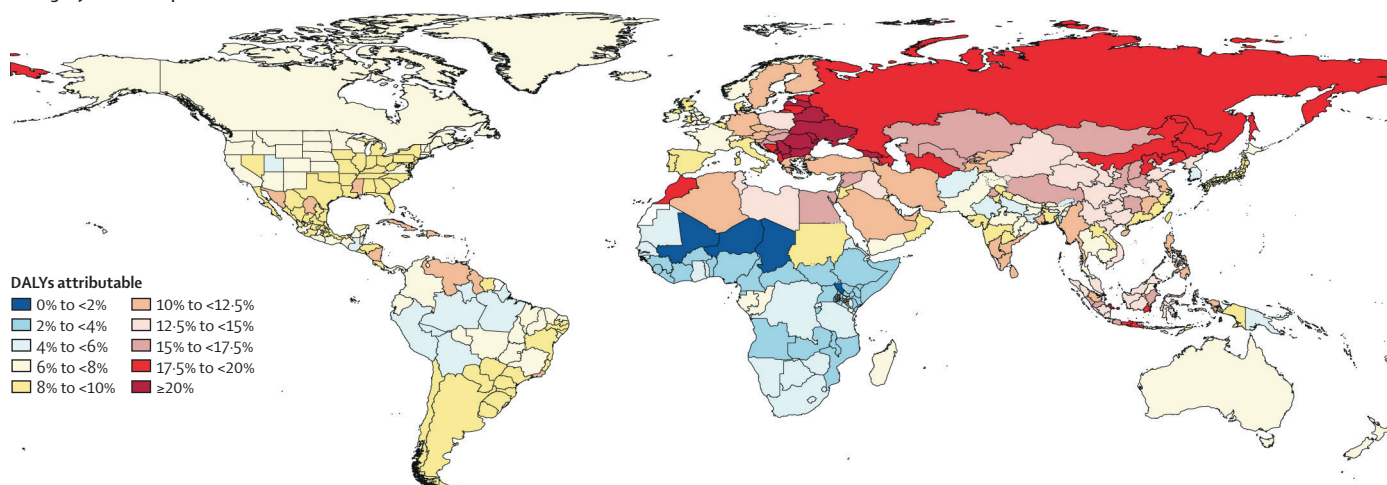 DALYs attributable
0% to <2%
2% to <4%
4% to <6%
6% to <8%
8% to <10%
10% to <12·5%
12·5% to <15%
15% to <17·5%
17·5% to <20%
≥20%